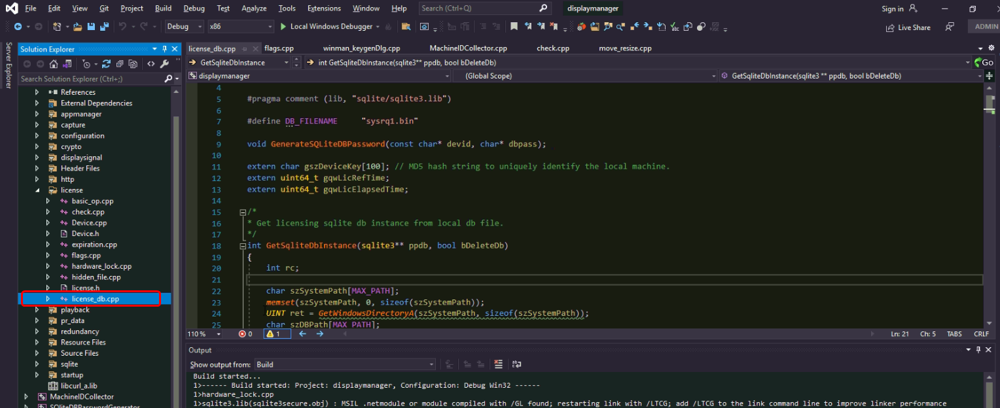 File Edit View Git Project Build Debug Test Analyze Tools Extensions Window Help Search (Ctrl+Q) displaymanager Sign in
Debug x86 Local Windows Debugger Live Share ADMIN
Server Explorer
Solution Explorer
Search Solution Explorer (Ctrl+;)
References
External Dependencies
appmanager
capture
configuration
crypto
displaysignal
Header Files
http
license
basic_op.cpp
check.cpp
Device.cpp
Device.h
expiration.cpp
flags.cpp
hardware_lock.cpp
hidden_file.cpp
license.h
license_db.cpp
playback
pr_data
redundancy
Resource Files
Source Files
sqlite
startup
libcurl_a.lib
MachineIDCollector
SQliteDBPasswordGenerator
license_db.cpp flags.cpp winman_keygenDlg.cpp MachineIDCollector.cpp check.cpp move_resize.cpp
GetSqliteDbInstance int GetSqliteDbInstance(sqlite3** ppdb, bool bDeleteDb) Go
displaymanager (Global Scope) GetSqliteDbInstance(sqlite3 ** ppdb, bool bDeleteDb)
4
5 #pragma comment (lib, "sqlite/sqlite3.lib")
6
7 #define DB_FILENAME "sysrq1.bin"
8
9 void GenerateSQLiteDBPassword(const char* devid, char* dbpass);
10
11 extern char gszDeviceKey[100]; // MD5 hash string to uniquely identify the local machine.
12 extern uint64_t gqwLicRefTime;
13 extern uint64_t gqwLicElapsedTime;
14
15 /*
16 * Get licensing sqlite db instance from local db file.
17 */
18 int GetSqliteDbInstance(sqlite3** ppdb, bool bDeleteDb)
19 {
20 int rc;
21
22 char szSystemPath[MAX_PATH];
23 memset(szSystemPath, 0, sizeof(szSystemPath));
24 UINT ret = GetWindowsDirectoryA(szSystemPath, sizeof(szSystemPath));
25 char szDBPath[MAX_PATH];
110 % 0 1 Ln: 21 Ch: 5 TABS CRLF
Output
Show output from: Build
Build started...
1>------ Build started: Project: displaymanager, Configuration: Debug Win32 ------
1>hardware_lock.cpp
1>sqlite3.lib(sqlite3secure.obj) : MSIL .netmodule or module compiled with /GL found; restarting link with /LTCG; add /LTCG to the link command line to improve linker performance